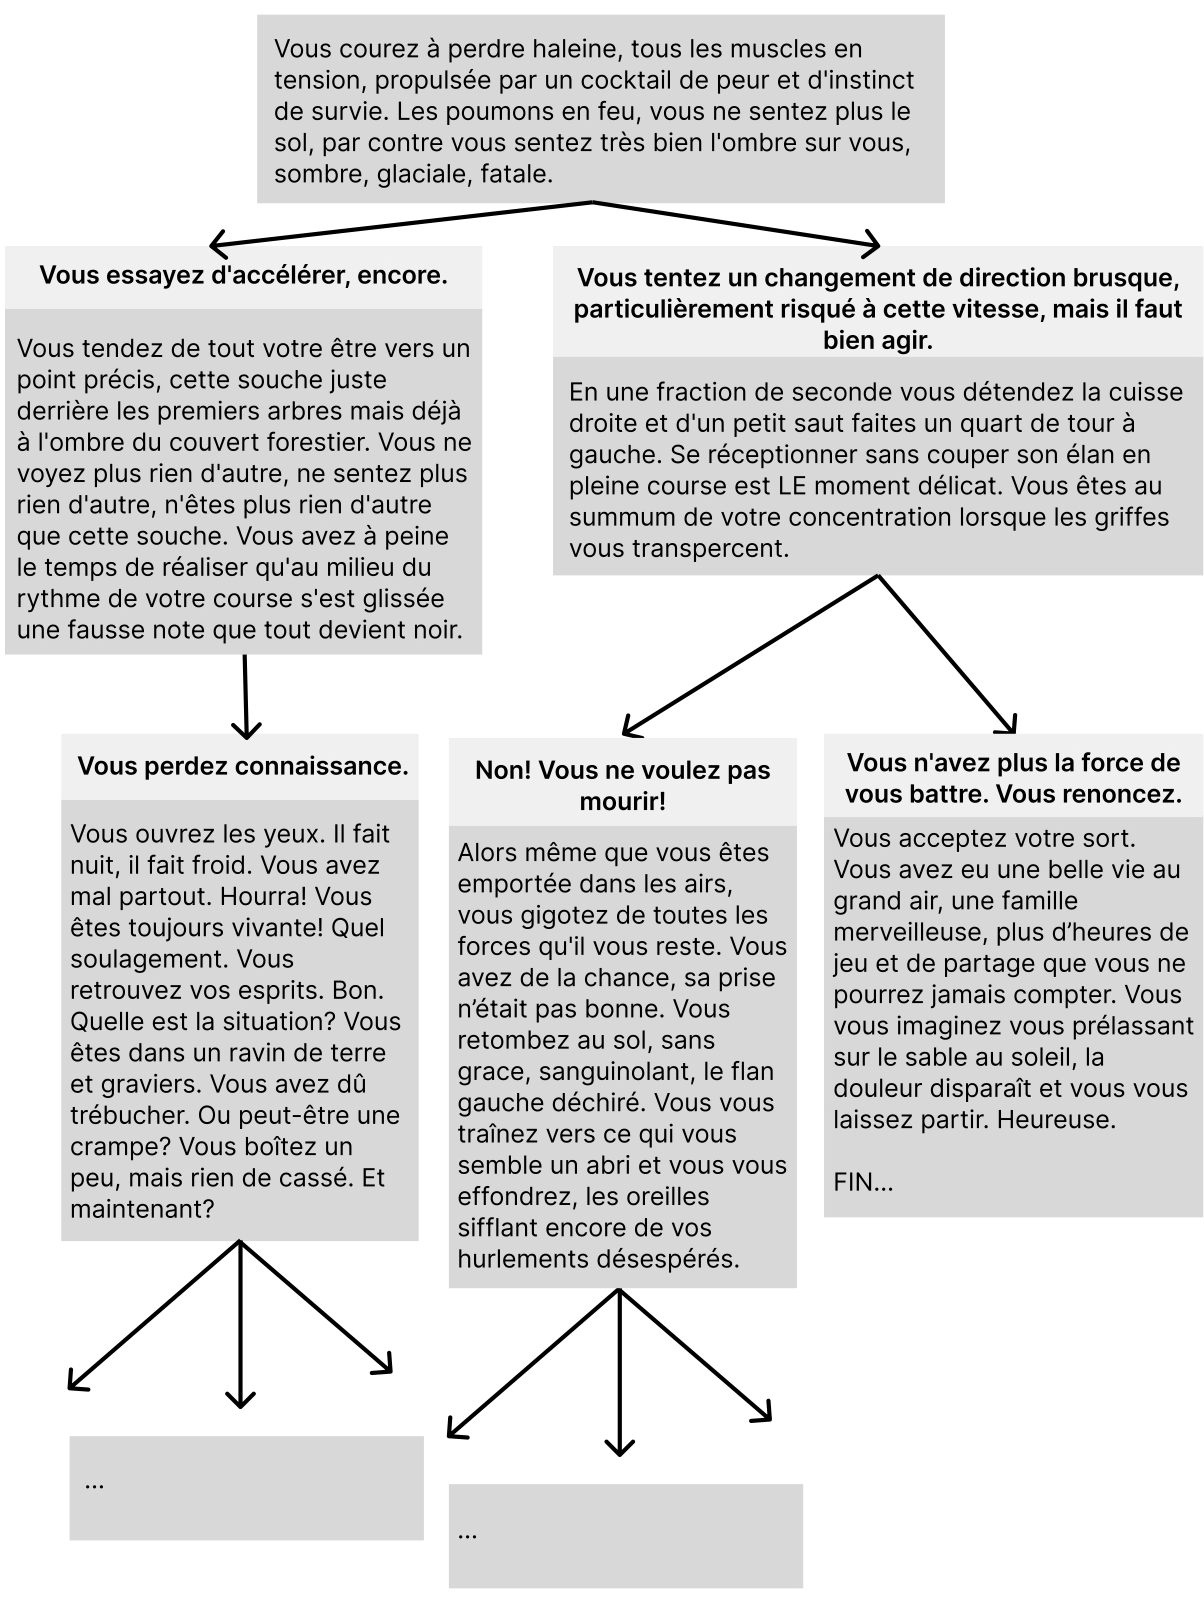 Vous courez à perdre haleine, tous les muscles en
tension, propulsée par un cocktail de peur et d'instinct
de survie. Les poumons en feu, vous ne sentez plus le
sol, par contre vous sentez très bien l'ombre sur vous,
sombre, glaciale, fatale.
Vous essayez d'accélérer, encore.
Vous tendez de tout votre être vers un
point précis, cette souche juste
derrière les premiers arbres mais déjà
à l'ombre du couvert forestier. Vous ne
voyez plus rien d'autre, ne sentez plus
rien d'autre, n'êtes plus rien d'autre
que cette souche. Vous avez à peine
le temps de réaliser qu'au milieu du
rythme de votre course s'est glissée
une fausse note que tout devient noir.
Vous tentez un changement de direction brusque,
particulièrement risqué à cette vitesse, mais il faut
bien agir.
En une fraction de seconde vous détendez la cuisse
droite et d'un petit saut faites un quart de tour à
gauche. Se réceptionner sans couper son élan en
pleine course est LE moment délicat. Vous êtes au
summum de votre concentration lorsque les griffes
vous transpercent.
Vous perdez connaissance.
Vous ouvrez les yeux. Il fait
nuit, il fait froid. Vous avez
mal partout. Hourra! Vous
êtes toujours vivante! Quel
soulagement. Vous
retrouvez vos esprits. Bon.
Quelle est la situation? Vous
êtes dans un ravin de terre
et graviers. Vous avez dû
trébucher. Ou peut-être une
crampe? Vous boîtez un
peu, mais rien de cassé. Et
maintenant?
Non! Vous ne voulez pas
mourir!
Alors même que vous êtes
emportée dans les airs,
vous gigotez de toutes les
forces qu'il vous reste. Vous
avez de la chance, sa prise
n’était pas bonne. Vous
retombez au sol, sans
grace, sanguinolant, le flan
gauche déchiré. Vous vous
traînez vers ce qui vous
semble un abri et vous vous
effondrez, les oreilles
sifflant encore de vos
hurlements désespérés.
Vous n'avez plus la force de
vous battre. Vous renoncez.
Vous acceptez votre sort.
Vous avez eu une belle vie au
grand air, une famille
merveilleuse, plus d’heures de
jeu et de partage que vous ne
pourrez jamais compter. Vous
vous imaginez vous prélassant
sur le sable au soleil, la
douleur disparaît et vous vous
laissez partir. Heureuse.
FIN...
...
...